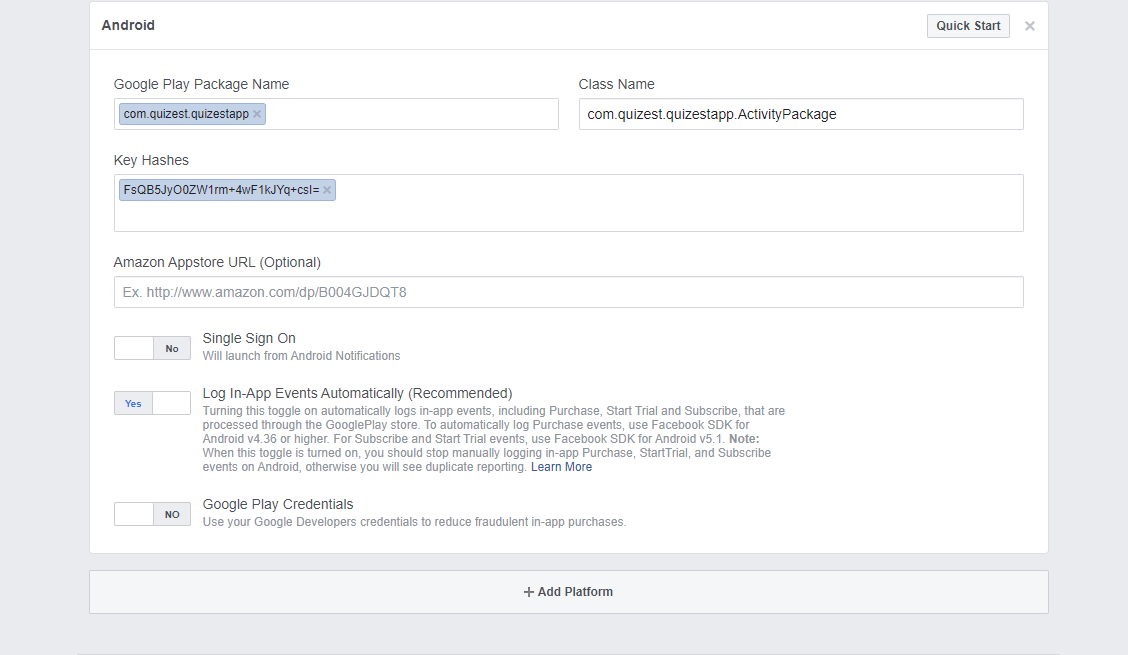 Android
Quick Start ×
Google Play Package Name
com.quizest.quizestapp ×
Class Name
com.quizest.quizestapp.ActivityPackage
Key Hashes
FsQB5JyO0ZW1rm+4wF1kJYq+csI= ×
Amazon Appstore URL (Optional)
Ex. http://www.amazon.com/dp/B004GJDQT8
No
Single Sign On
Will launch from Android Notifications
Yes
Log In-App Events Automatically (Recommended)
Turning this toggle on automatically logs in-app events, including Purchase, Start Trial and Subscribe, that are
processed through the GooglePlay store. To automatically log Purchase events, use Facebook SDK for
Android v4.36 or higher. For Subscribe and Start Trial events, use Facebook SDK for Android v5.1. Note:
When this toggle is turned on, you should stop manually logging in-app Purchase, StartTrial, and Subscribe
events on Android, otherwise you will see duplicate reporting. Learn More
NO
Google Play Credentials
Use your Google Developers credentials to reduce fraudulent in-app purchases.
+ Add Platform